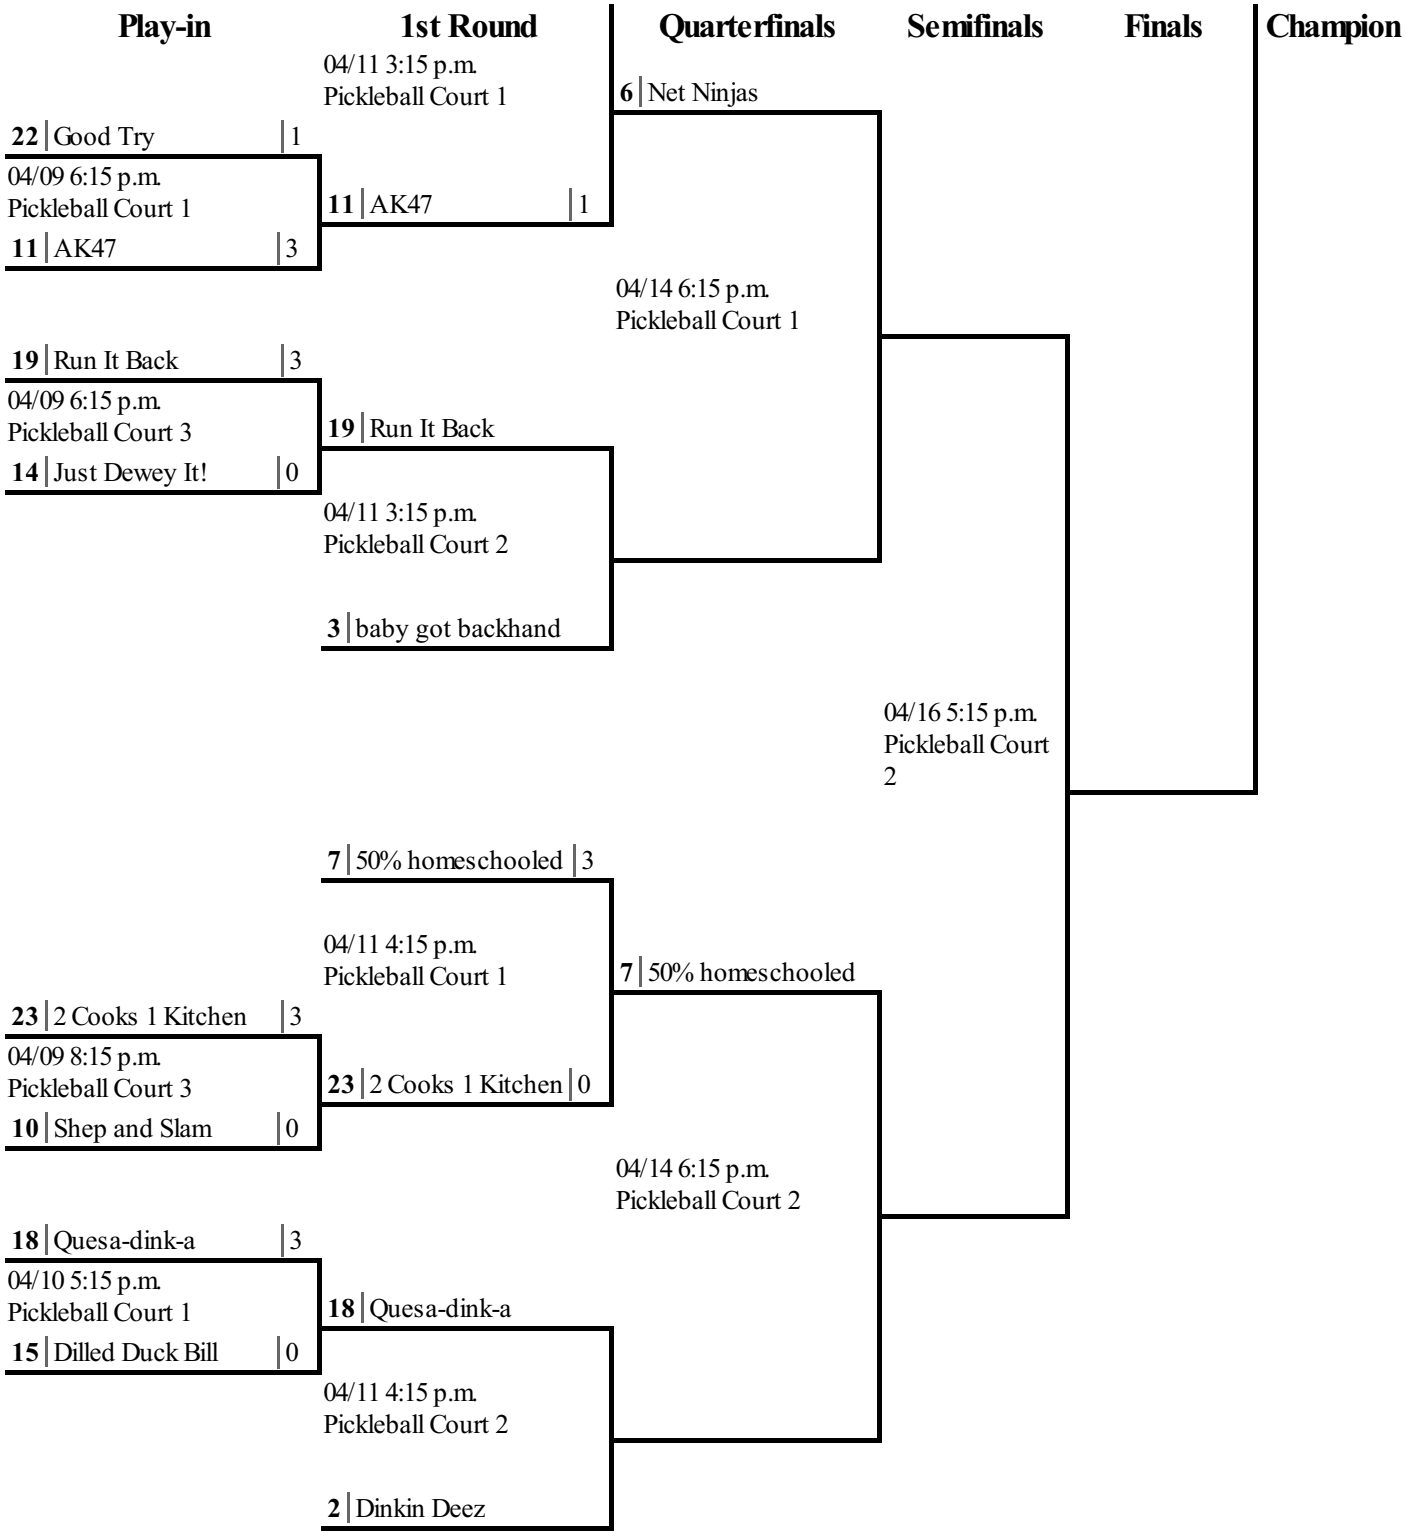 Play-in 1st Round Quarterfinals Semifinals Finals Champion
04/11 3:15 p.m.
Pickleball Court 1
6 Net Ninjas
22 Good Try 1
04/09 6:15 p.m.
Pickleball Court 1
11 AK47 1
11 AK47 3
04/14 6:15 p.m.
Pickleball Court 1
19 Run It Back 3
04/09 6:15 p.m.
Pickleball Court 3
19 Run It Back
14 Just Dewey It! 0
04/11 3:15 p.m.
Pickleball Court 2
3 baby got backhand
04/16 5:15 p.m.
Pickleball Court
2
7 50% homeschooled 3
04/11 4:15 p.m.
Pickleball Court 1
7 50% homeschooled
23 2 Cooks 1 Kitchen 3
04/09 8:15 p.m.
Pickleball Court 3
23 2 Cooks 1 Kitchen 0
10 Shep and Slam 0
04/14 6:15 p.m.
Pickleball Court 2
18 Quesa-dink-a 3
04/10 5:15 p.m.
Pickleball Court 1
18 Quesa-dink-a
15 Dilled Duck Bill 0
04/11 4:15 p.m.
Pickleball Court 2
2 Dinkin Deez